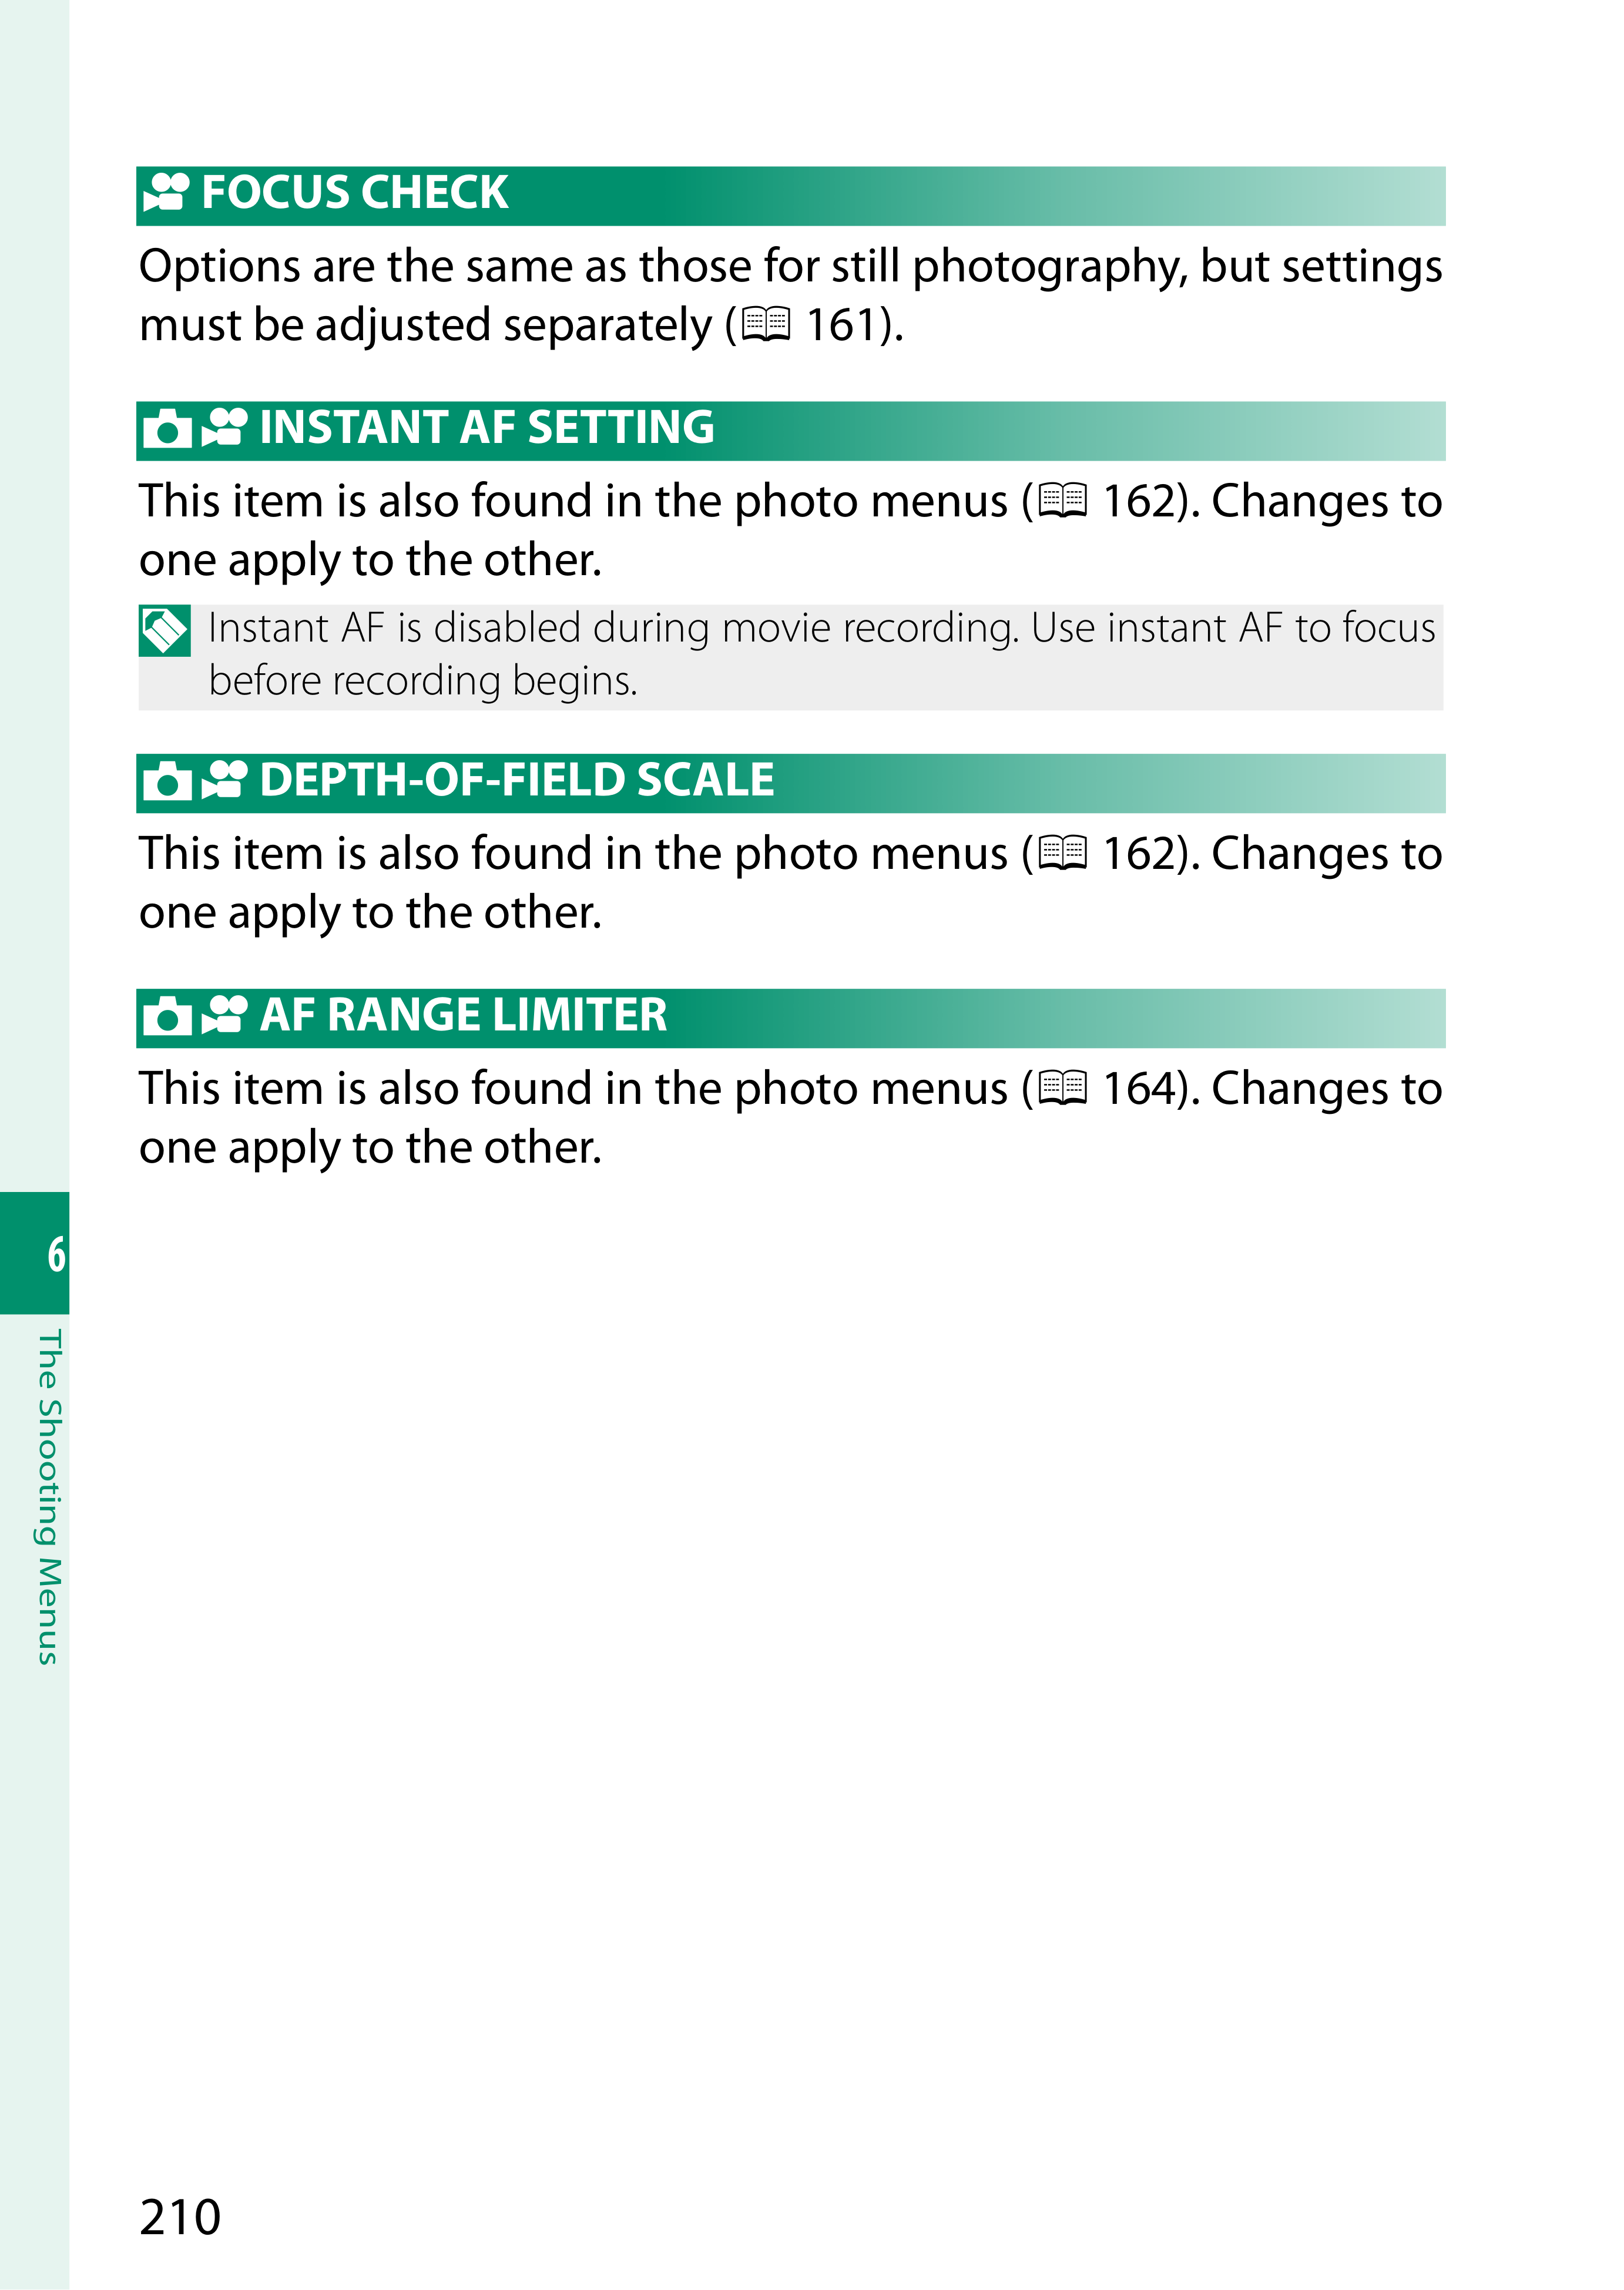 FOCUS CHECK
Options are the same as those for still photography, but settings
must be adjusted separately ( 161).
INSTANT AF SETTING
This item is also found in the photo menus ( 162). Changes to
one apply to the other.
Instant AF is disabled during movie recording. Use instant AF to focus
before recording begins.
DEPTH-OF-FIELD SCALE
This item is also found in the photo menus ( 162). Changes to
one apply to the other.
AF RANGE LIMITER
This item is also found in the photo menus ( 164). Changes to
one apply to the other.
6
The Shooting Menus
210